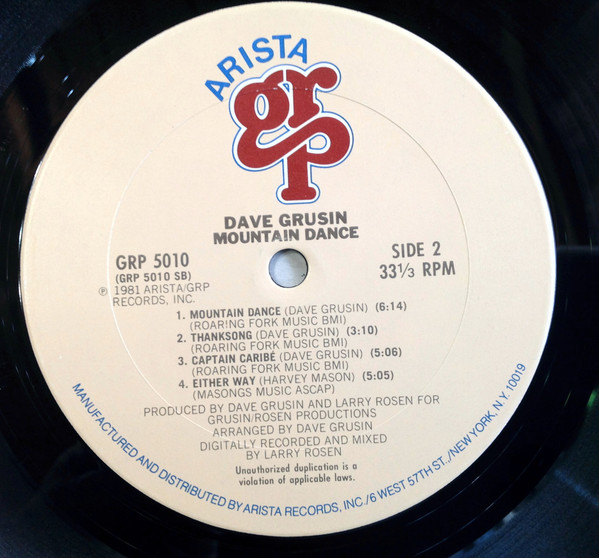 ARISTA
grp
DAVE GRUSIN
MOUNTAIN DANCE
GRP 5010
(GRP 5010 SB)
℗ 1981 ARISTA/GRP
RECORDS, INC.
SIDE 2
33 1/3 RPM
1. MOUNTAIN DANCE (DAVE GRUSIN) (6:14)
(ROARING FORK MUSIC BMI)
2. THANKSONG (DAVE GRUSIN) (3:10)
(ROARING FORK MUSIC BMI)
3. CAPTAIN CARIBÉ (DAVE GRUSIN) (5:06)
(ROARING FORK MUSIC BMI)
4. EITHER WAY (HARVEY MASON) (5:05)
(MASONGS MUSIC ASCAP)
PRODUCED BY DAVE GRUSIN AND LARRY ROSEN FOR
GRUSIN/ROSEN PRODUCTIONS
ARRANGED BY DAVE GRUSIN
DIGITALLY RECORDED AND MIXED
BY LARRY ROSEN
Unauthorized duplication is a
violation of applicable laws.
MANUFACTURED AND DISTRIBUTED BY ARISTA RECORDS, INC./6 WEST 57TH ST./NEW YORK, N.Y. 10019